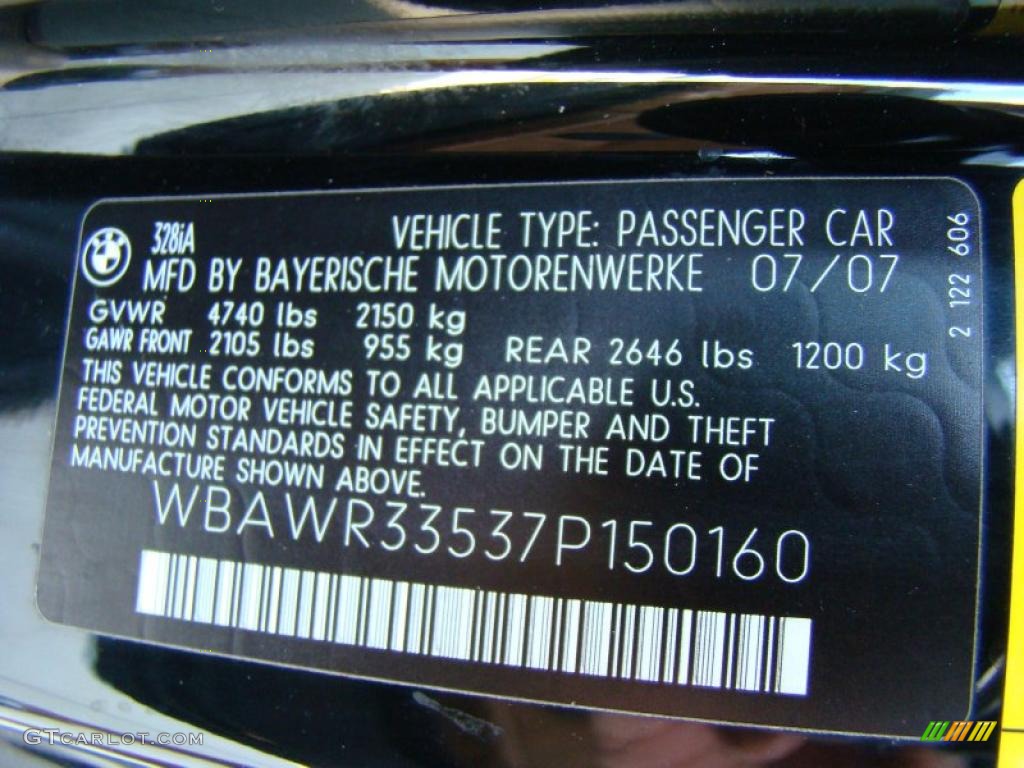 BMW
328iA
VEHICLE TYPE: PASSENGER CAR
MFD BY BAYERISCHE MOTORENWERKE 07/07
GVWR 4740 lbs 2150 kg
GAWR FRONT 2105 lbs 955 kg REAR 2646 lbs 1200 kg
THIS VEHICLE CONFORMS TO ALL APPLICABLE U.S.
FEDERAL MOTOR VEHICLE SAFETY, BUMPER AND THEFT
PREVENTION STANDARDS IN EFFECT ON THE DATE OF
MANUFACTURE SHOWN ABOVE.
WBAWR33537P150160
2 122 606
GTcarlot.com